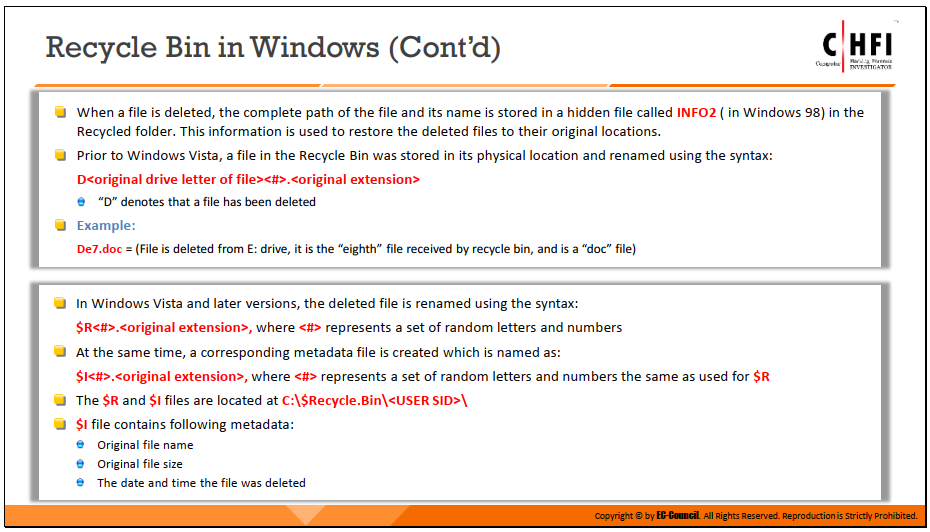 Recycle Bin in Windows (Cont’d)
C HFI
Computer Hacking Forensic
INVESTIGATOR
When a file is deleted, the complete path of the file and its name is stored in a hidden file called INFO2 ( in Windows 98) in the
Recycled folder. This information is used to restore the deleted files to their original locations.
Prior to Windows Vista, a file in the Recycle Bin was stored in its physical location and renamed using the syntax:
D<original drive letter of file><#>.<original extension>
“D” denotes that a file has been deleted
Example:
De7.doc = (File is deleted from E: drive, it is the “eighth” file received by recycle bin, and is a “doc” file)
In Windows Vista and later versions, the deleted file is renamed using the syntax:
$R<#>.<original extension>, where <#> represents a set of random letters and numbers
At the same time, a corresponding metadata file is created which is named as:
$I<#>.<original extension>, where <#> represents a set of random letters and numbers the same as used for $R
The $R and $I files are located at C:\$Recycle.Bin\<USER SID>\
$I file contains following metadata:
Original file name
Original file size
The date and time the file was deleted
Copyright © by EC-Council. All Rights Reserved. Reproduction is Strictly Prohibited.